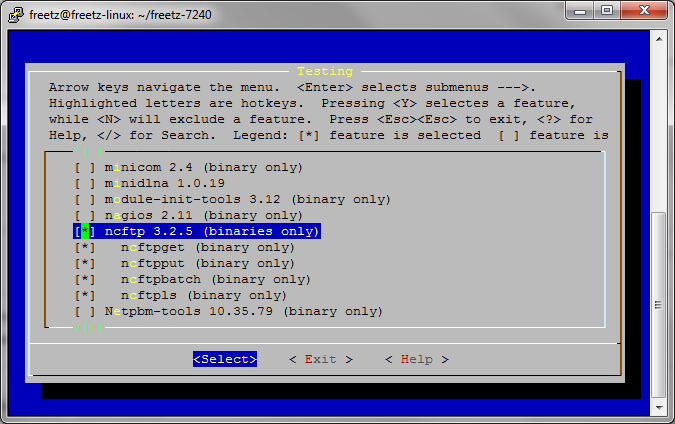 freetz@freetz-linux: ~/freetz-7240
Testing
Arrow keys navigate the menu.  <Enter> selects submenus --->.
Highlighted letters are hotkeys.  Pressing <Y> selectes a feature,
while <N> will exclude a feature.  Press <Esc><Esc> to exit, <?> for
Help, </> for Search.  Legend: [*] feature is selected  [ ] feature is
[ ] minicom 2.4 (binary only)
[ ] minidlna 1.0.19
[ ] module-init-tools 3.12 (binary only)
[ ] nagios 2.11 (binary only)
[*] ncftp 3.2.5 (binaries only)
[*]   ncftpget (binary only)
[*]   ncftpput (binary only)
[*]   ncftpbatch (binary only)
[*]   ncftpls (binary only)
[ ] Netpbm-tools 10.35.79 (binary only)
<Select>    < Exit >    < Help >